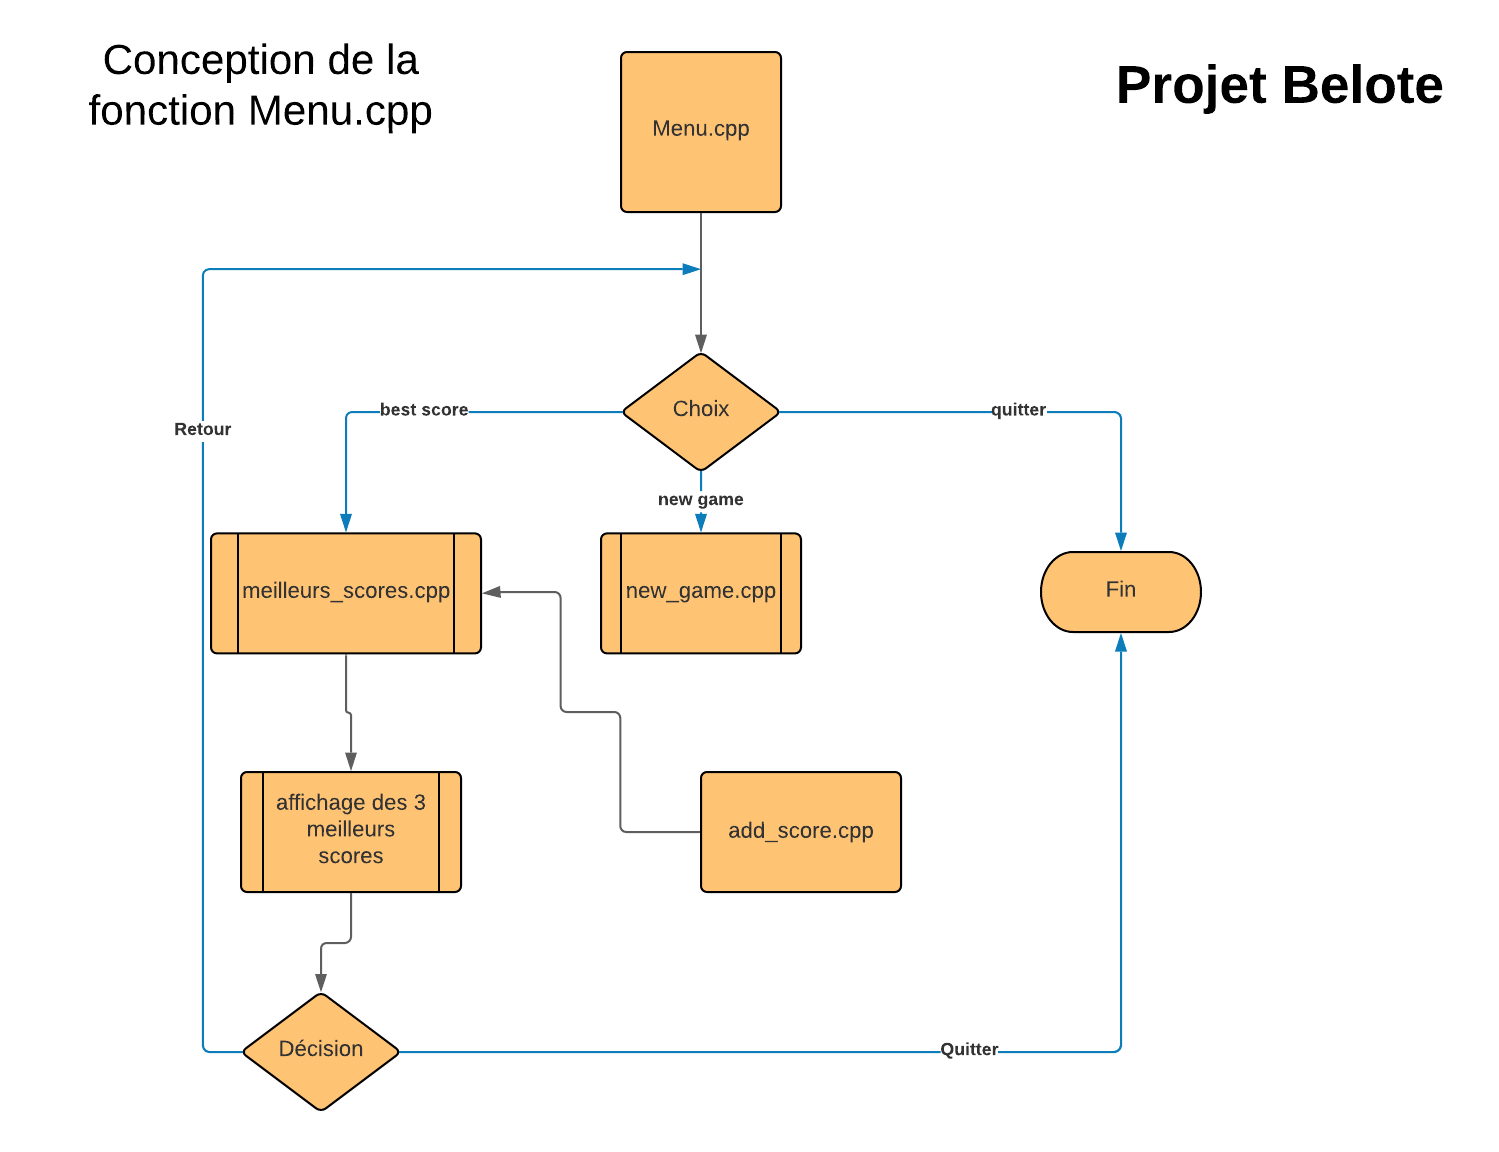 Conception de la
fonction Menu.cpp
Projet Belote
Menu.cpp
Choix
best score
quitter
Retour
new game
meilleurs_scores.cpp
new_game.cpp
Fin
affichage des 3
meilleurs
scores
add_score.cpp
Décision
Quitter